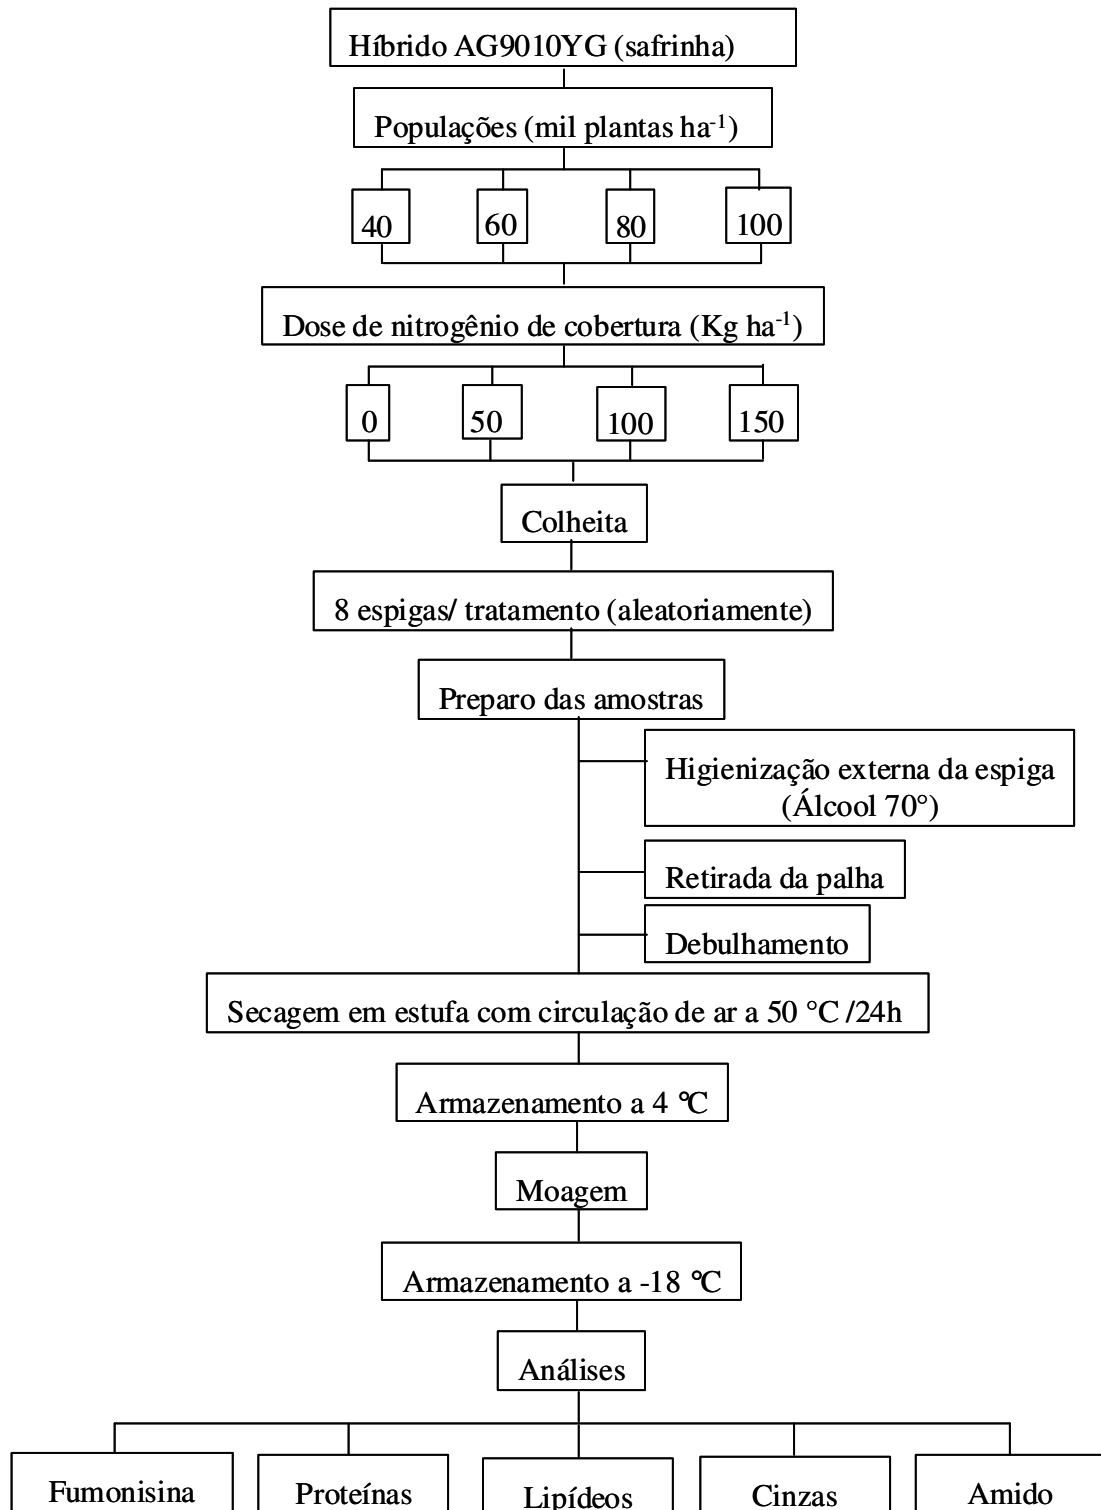 Híbrido AG9010YG (safrinha)
Populações (mil plantas ha⁻¹)
40 60 80 100
Dose de nitrogênio de cobertura (Kg ha⁻¹)
0 50 100 150
Colheita
8 espigas/ tratamento (aleatoriamente)
Preparo das amostras
Higienização externa da espiga
(Álcool 70°)
Retirada da palha
Debulhamento
Secagem em estufa com circulação de ar a 50 °C /24h
Armazenamento a 4 °C
Moagem
Armazenamento a -18 °C
Análises
Fumonisina Proteínas Lipídeos Cinzas Amido